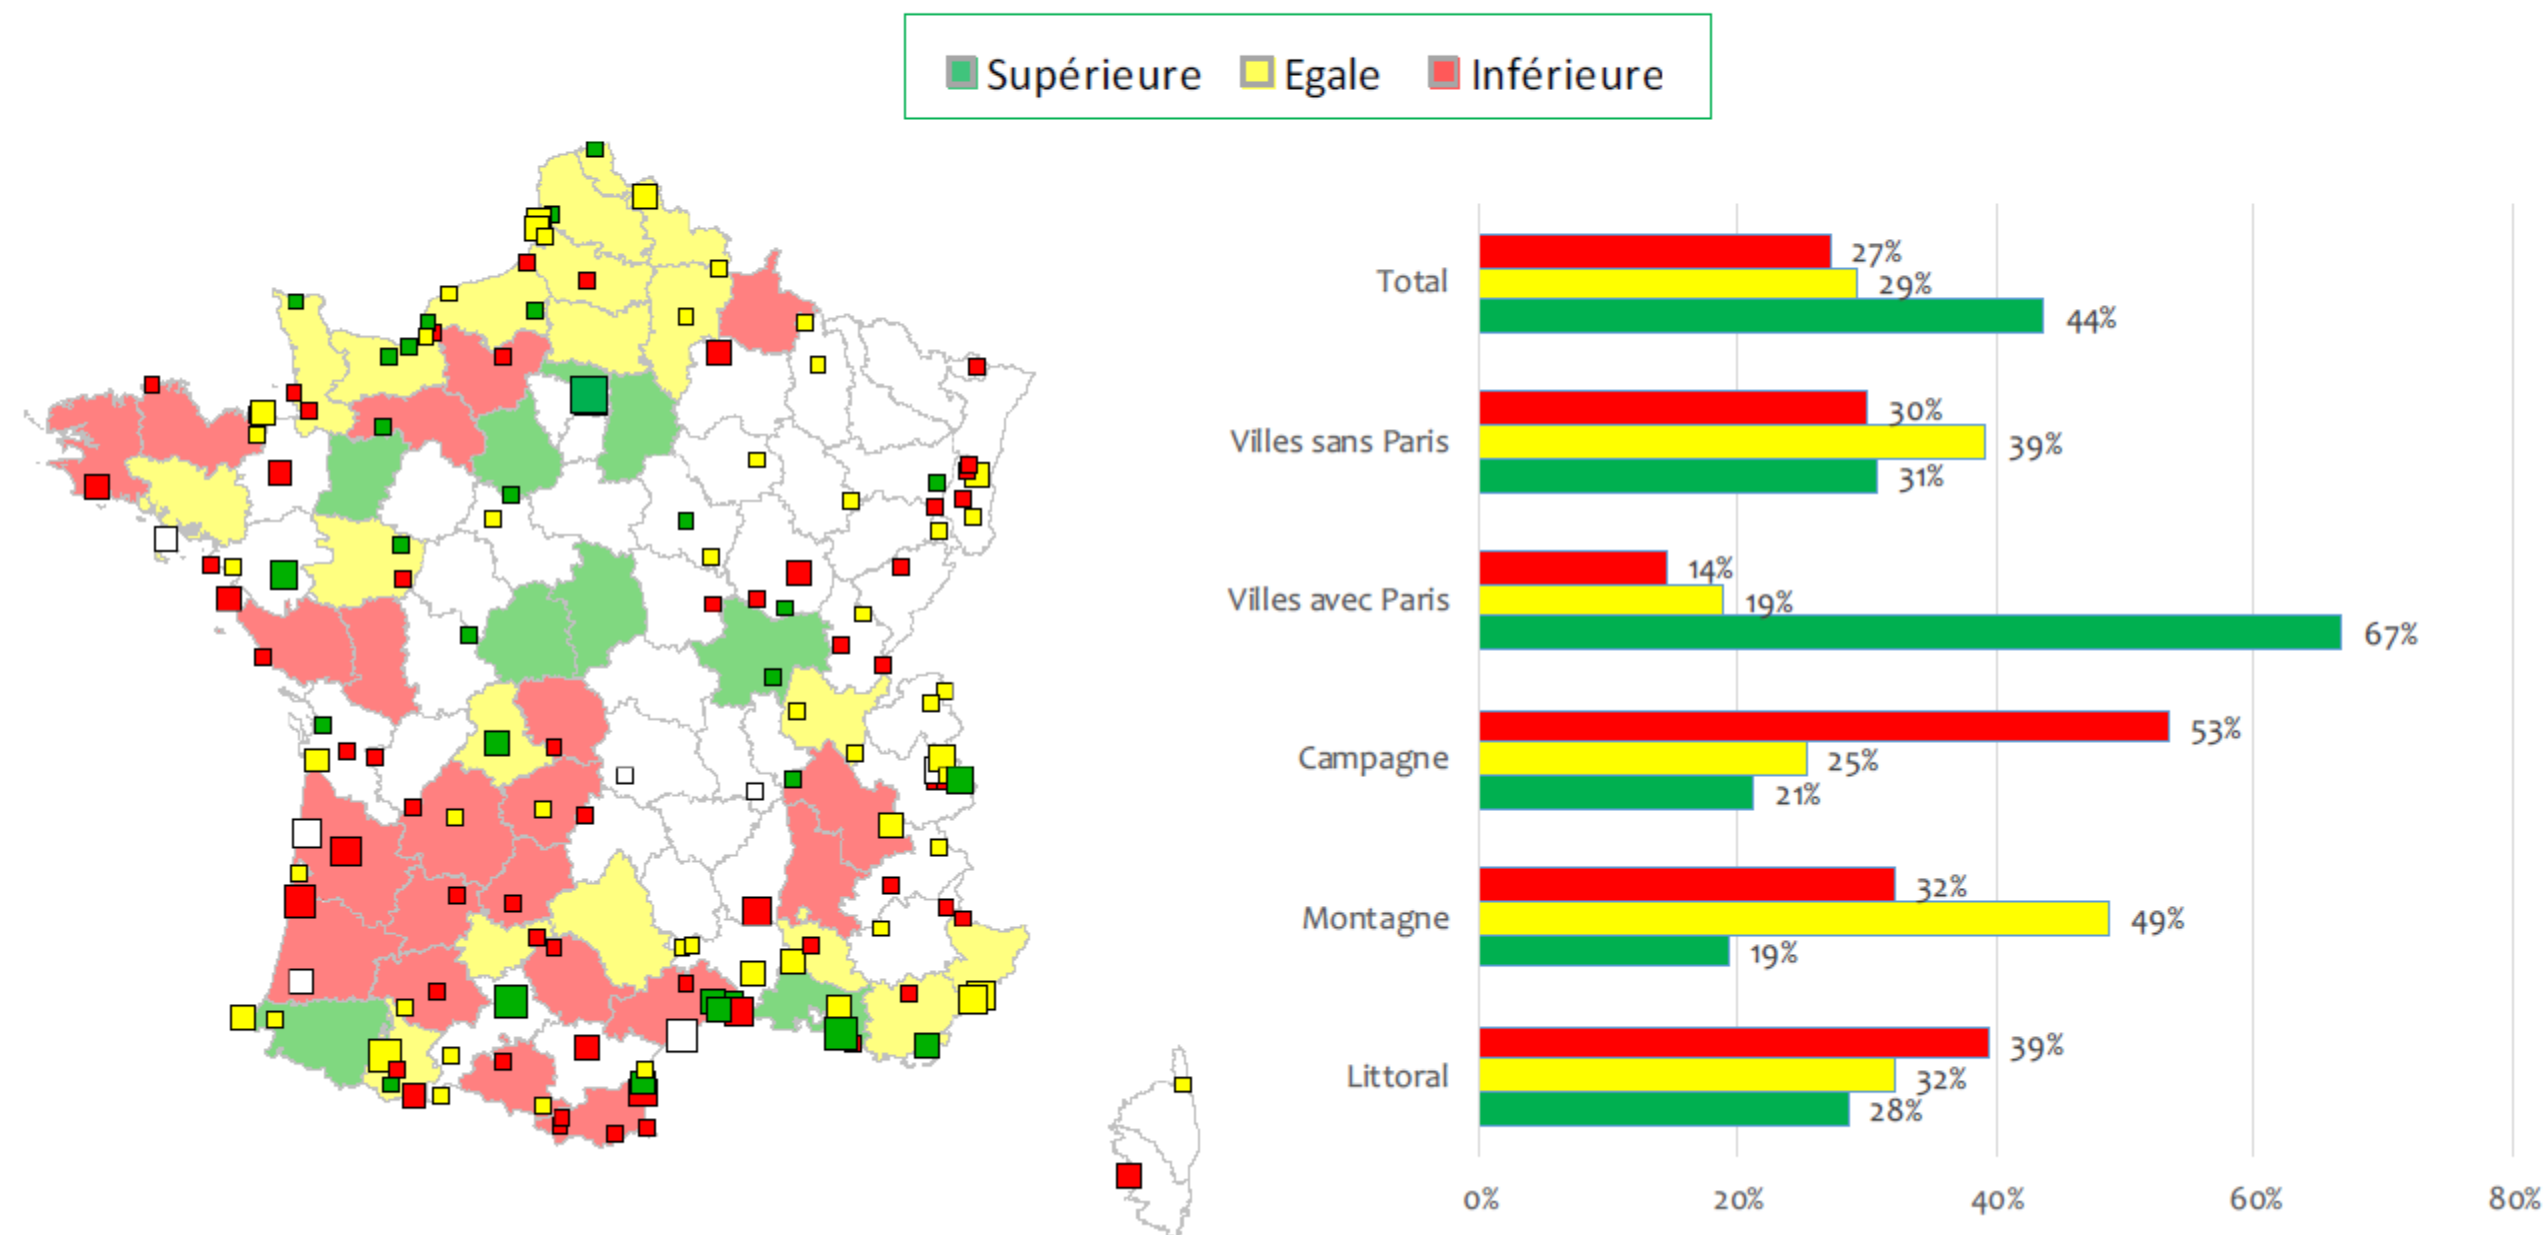 Supérieure Egale Inférieure
Total
27%
29%
44%
Villes sans Paris
30%
39%
31%
Villes avec Paris
14%
19%
67%
Campagne
53%
25%
21%
Montagne
32%
49%
19%
Littoral
39%
32%
28%
0% 20% 40% 60% 80%